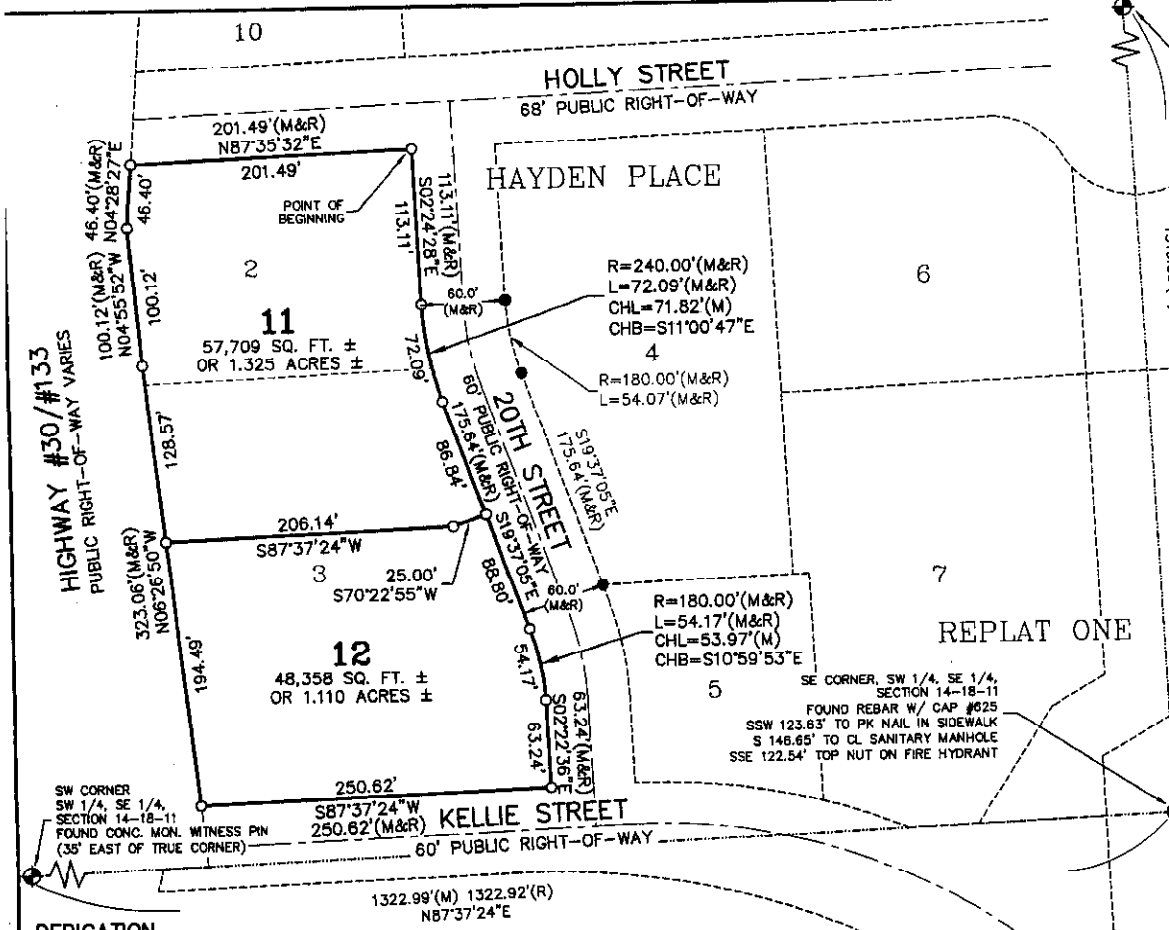 10
HOLLY STREET
68' PUBLIC RIGHT-OF-WAY
201.49'(M&R)
N87°35'32"E
201.49'
46.40'(M&R)
N04°28'27"E
46.40'
POINT OF
BEGINNING
113.11'(M&R)
S02°24'28"E
113.11'
HAYDEN PLACE
100.12'(M&R)
N04°55'52"W
100.12'
2
11
57,709 SQ. FT. ±
OR 1.325 ACRES ±
60.0'
(M&R)
R=240.00'(M&R)
L=72.09'(M&R)
CHL=71.82'(M)
CHB=S11°00'47"E
4
6
72.09'
R=180.00'(M&R)
L=54.07'(M&R)
HIGHWAY #30/#133
PUBLIC RIGHT-OF-WAY VARIES
128.57'
20TH STREET
60' PUBLIC RIGHT-OF-WAY
175.64'(M&R)
S19°37'05"E
86.84'
S19°37'05"E
175.64'(M&R)
206.14'
S87°37'24"W
323.06'(M&R)
N06°26'50"W
3
25.00'
S70°22'55"W
88.80'
60.0'
(M&R)
7
R=180.00'(M&R)
L=54.17'(M&R)
CHL=53.97'(M)
CHB=S10°59'53"E
REPLAT ONE
12
48,358 SQ. FT. ±
OR 1.110 ACRES ±
194.49'
54.17'
5
SE CORNER, SW 1/4, SE 1/4,
SECTION 14-18-11
FOUND REBAR W/ CAP #625
SSW 123.63' TO PK NAIL IN SIDEWALK
S 146.65' TO CL SANITARY MANHOLE
SSE 122.54' TOP NUT ON FIRE HYDRANT
63.24'(M&R)
S02°22'36"E
63.24'
250.62'
S87°37'24"W
250.62'(M&R)
KELLIE STREET
60' PUBLIC RIGHT-OF-WAY
SW CORNER
SW 1/4, SE 1/4,
SECTION 14-18-11
FOUND CONC. MON. WITNESS PIN
(35' EAST OF TRUE CORNER)
1322.99'(M) 1322.92'(R)
N87°37'24"E
DEDICATION